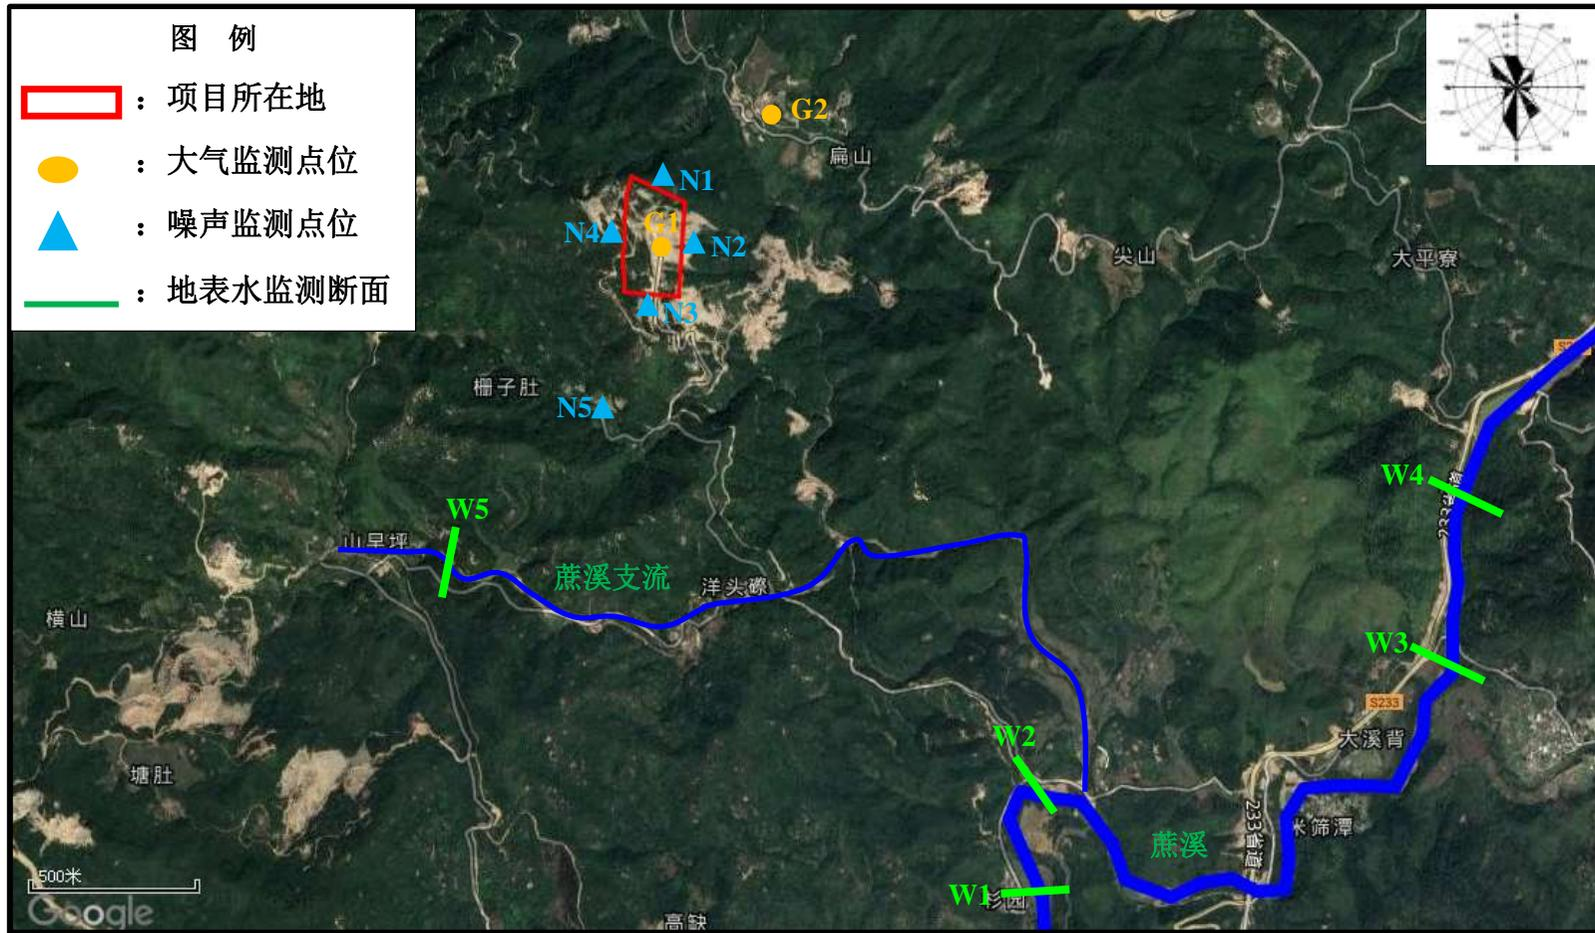 图 例
：项目所在地
：大气监测点位
：噪声监测点位
：地表水监测断面
G2
扁山
N1
G1
N4
N2
N3
尖山
大平寮
栅子肚
N5
W4
W5
山早坪
蔗溪支流
洋头磜
横山
W3
S233
大溪背
W2
塘肚
米筛潭
233省道
蔗溪
W1
杉园
500米
Google
高缺